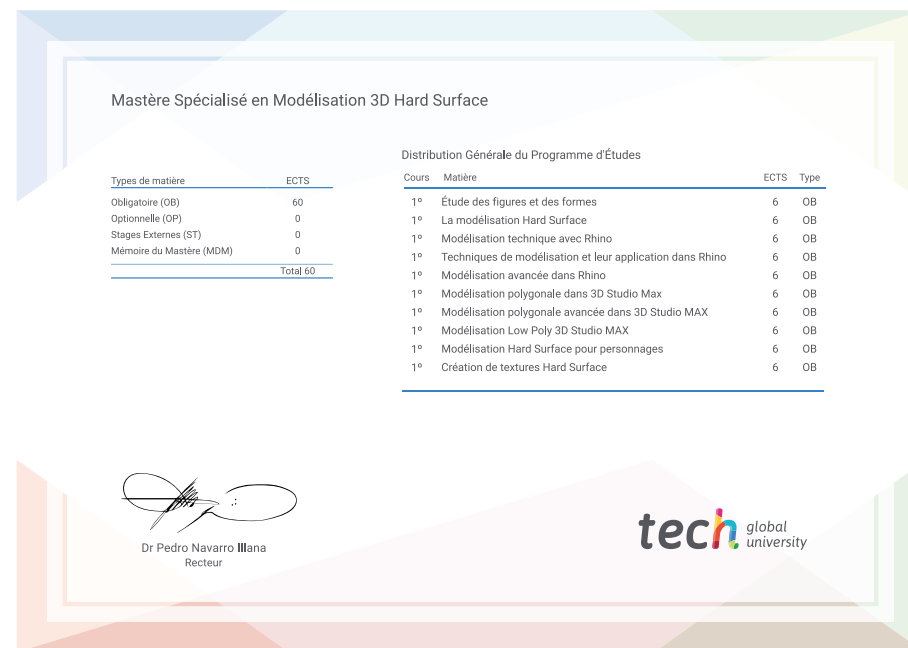 Mastère Spécialisé en Modélisation 3D Hard Surface
Types de matière ECTS
Obligatoire (OB) 60
Optionnelle (OP) 0
Stages Externes (ST) 0
Mémoire du Mastère (MDM) 0
Total 60
Distribution Générale du Programme d'Études
Cours Matière ECTS Type
1º Étude des figures et des formes 6 OB
1º La modélisation Hard Surface 6 OB
1º Modélisation technique avec Rhino 6 OB
1º Techniques de modélisation et leur application dans Rhino 6 OB
1º Modélisation avancée dans Rhino 6 OB
1º Modélisation polygonale dans 3D Studio Max 6 OB
1º Modélisation polygonale avancée dans 3D Studio MAX 6 OB
1º Modélisation Low Poly 3D Studio MAX 6 OB
1º Modélisation Hard Surface pour personnages 6 OB
1º Création de textures Hard Surface 6 OB
Dr Pedro Navarro Illana
Recteur
tech global
university